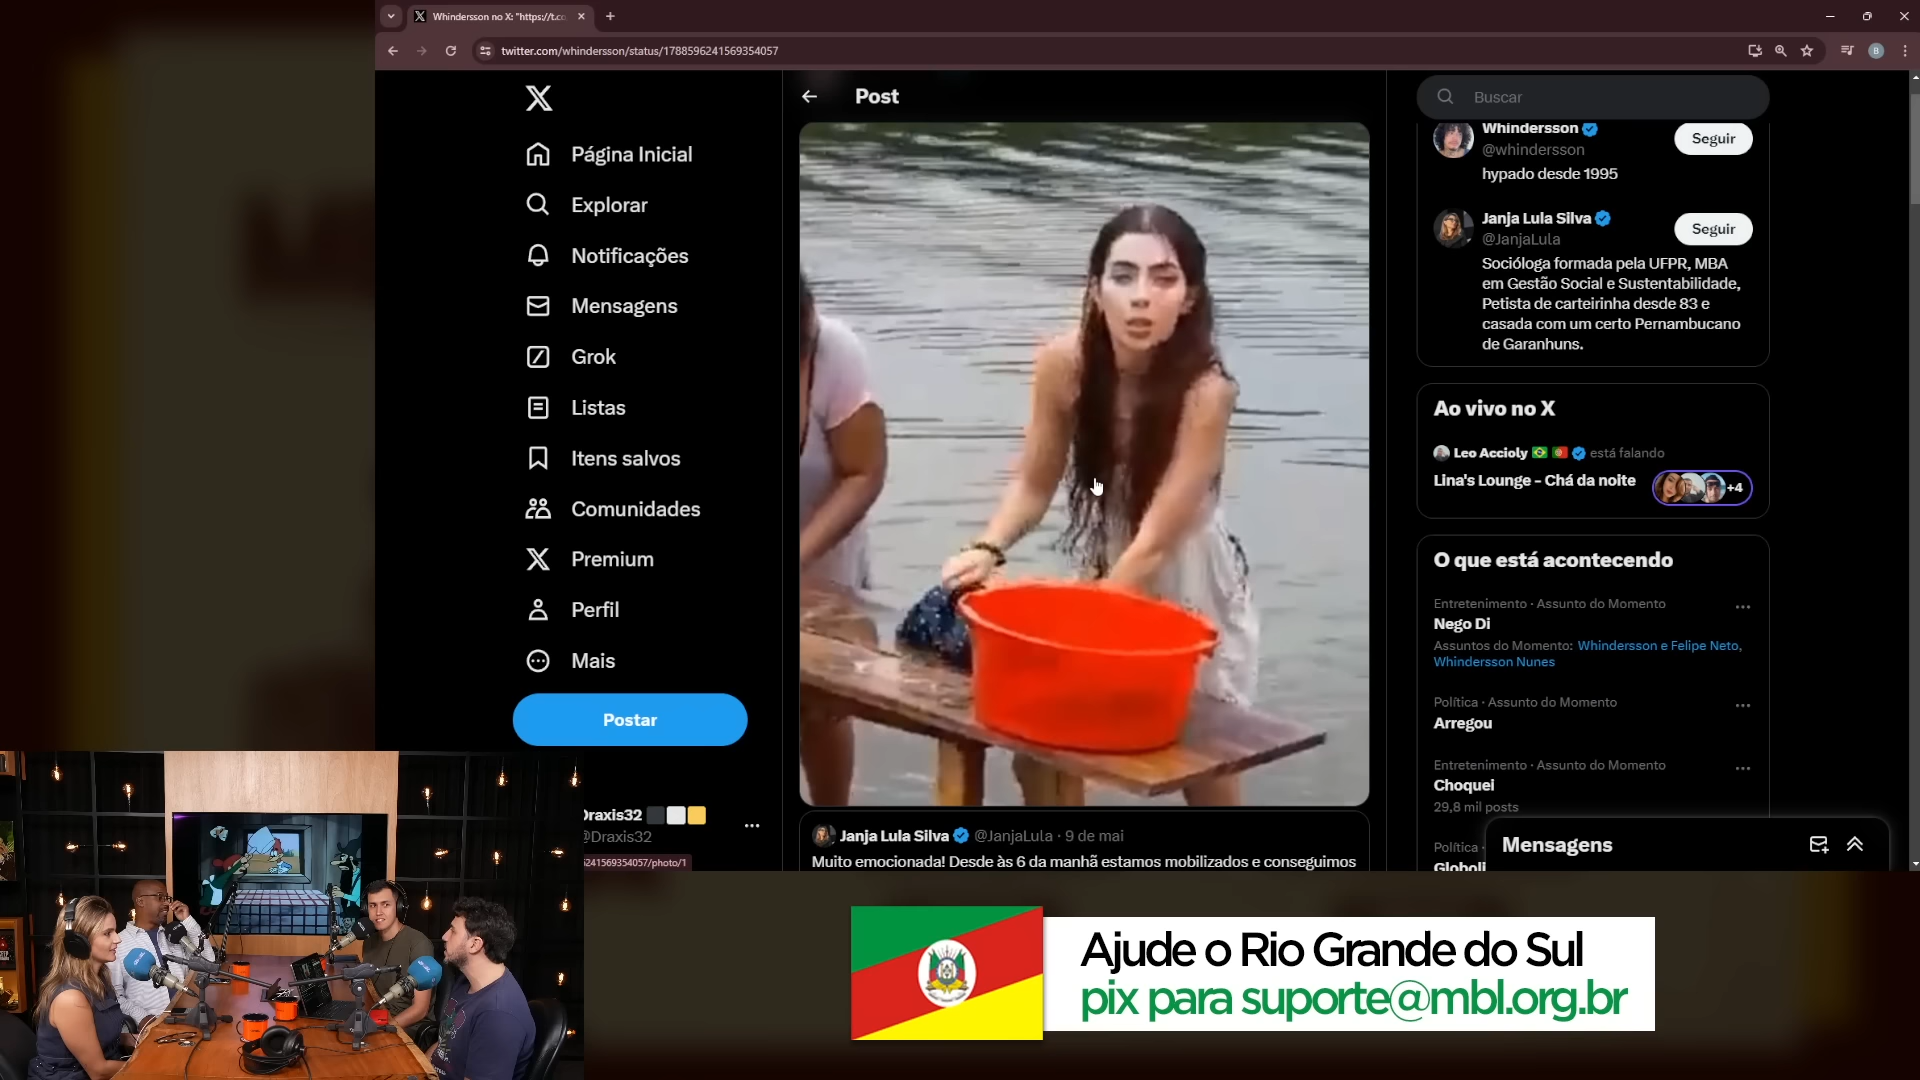 Whindersson no X: "https://t.co
twitter.com/whindersson/status/1788596241569354057
B
Página Inicial
Explorar
Notificações
Mensagens
Grok
Listas
Itens salvos
Comunidades
Premium
Perfil
Mais
Postar
Draxis32
@Draxis32
241569354057/photo/1
Post
Janja Lula Silva @JanjaLula · 9 de mai
Muito emocionada! Desde às 6 da manhã estamos mobilizados e conseguimos
Buscar
Whindersson
@whindersson
Seguir
hypado desde 1995
Janja Lula Silva
@JanjaLula
Seguir
Socióloga formada pela UFPR, MBA
em Gestão Social e Sustentabilidade,
Petista de carteirinha desde 83 e
casada com um certo Pernambucano
de Garanhuns.
Ao vivo no X
Leo Accioly está falando
Lina's Lounge - Chá da noite
+4
O que está acontecendo
Entretenimento · Assunto do Momento
Nego Di
Assuntos do Momento: Whindersson e Felipe Neto,
Whindersson Nunes
Política · Assunto do Momento
Arregou
Entretenimento · Assunto do Momento
Choquei
29,8 mil posts
Política ·
Globoli
Mensagens
Ajude o Rio Grande do Sul
pix para suporte@mbl.org.br